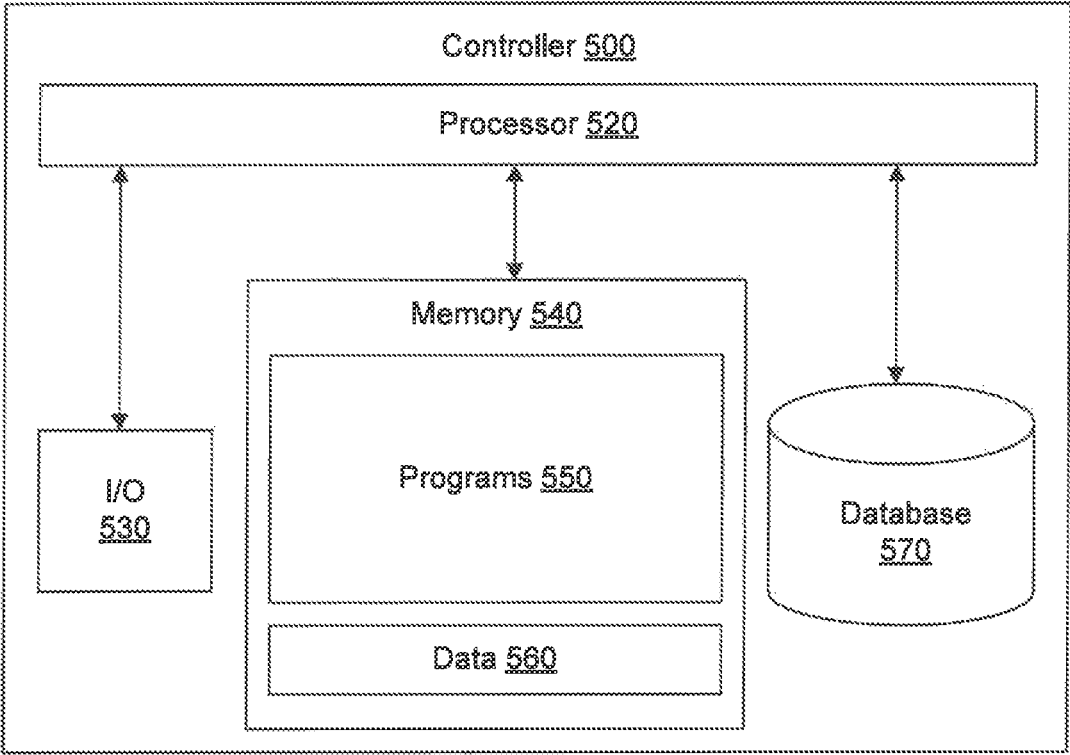 Controller 500
Processor 520
Memory 540
Programs 550
I/O
530
Database
570
Data 560